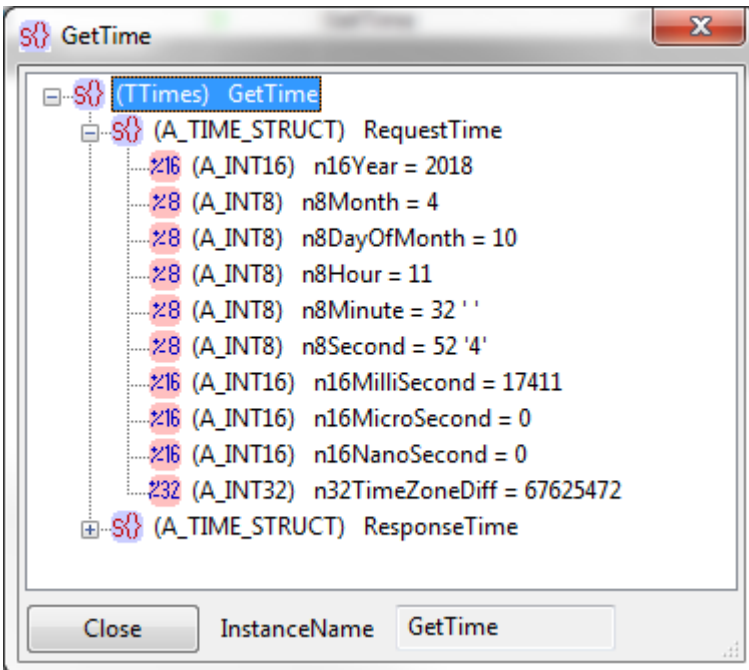 S{} GetTime
S{} (TTimes) GetTime
S{} (A_TIME_STRUCT) RequestTime
±16 (A_INT16) n16Year = 2018
±8 (A_INT8) n8Month = 4
±8 (A_INT8) n8DayOfMonth = 10
±8 (A_INT8) n8Hour = 11
±8 (A_INT8) n8Minute = 32 ' '
±8 (A_INT8) n8Second = 52 '4'
±16 (A_INT16) n16MilliSecond = 17411
±16 (A_INT16) n16MicroSecond = 0
±16 (A_INT16) n16NanoSecond = 0
±32 (A_INT32) n32TimeZoneDiff = 67625472
S{} (A_TIME_STRUCT) ResponseTime
Close InstanceName GetTime